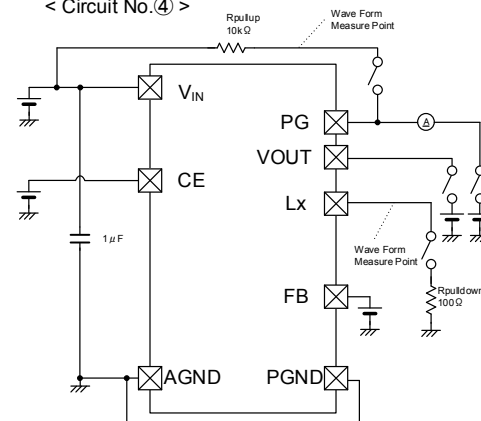 < Circuit No.④ >
Rpullup
10kΩ
Wave Form
Measure Point
VIN
PG
A
VOUT
CE
Lx
1μF
Wave Form
Measure Point
FB
Rpulldown
100Ω
AGND
PGND